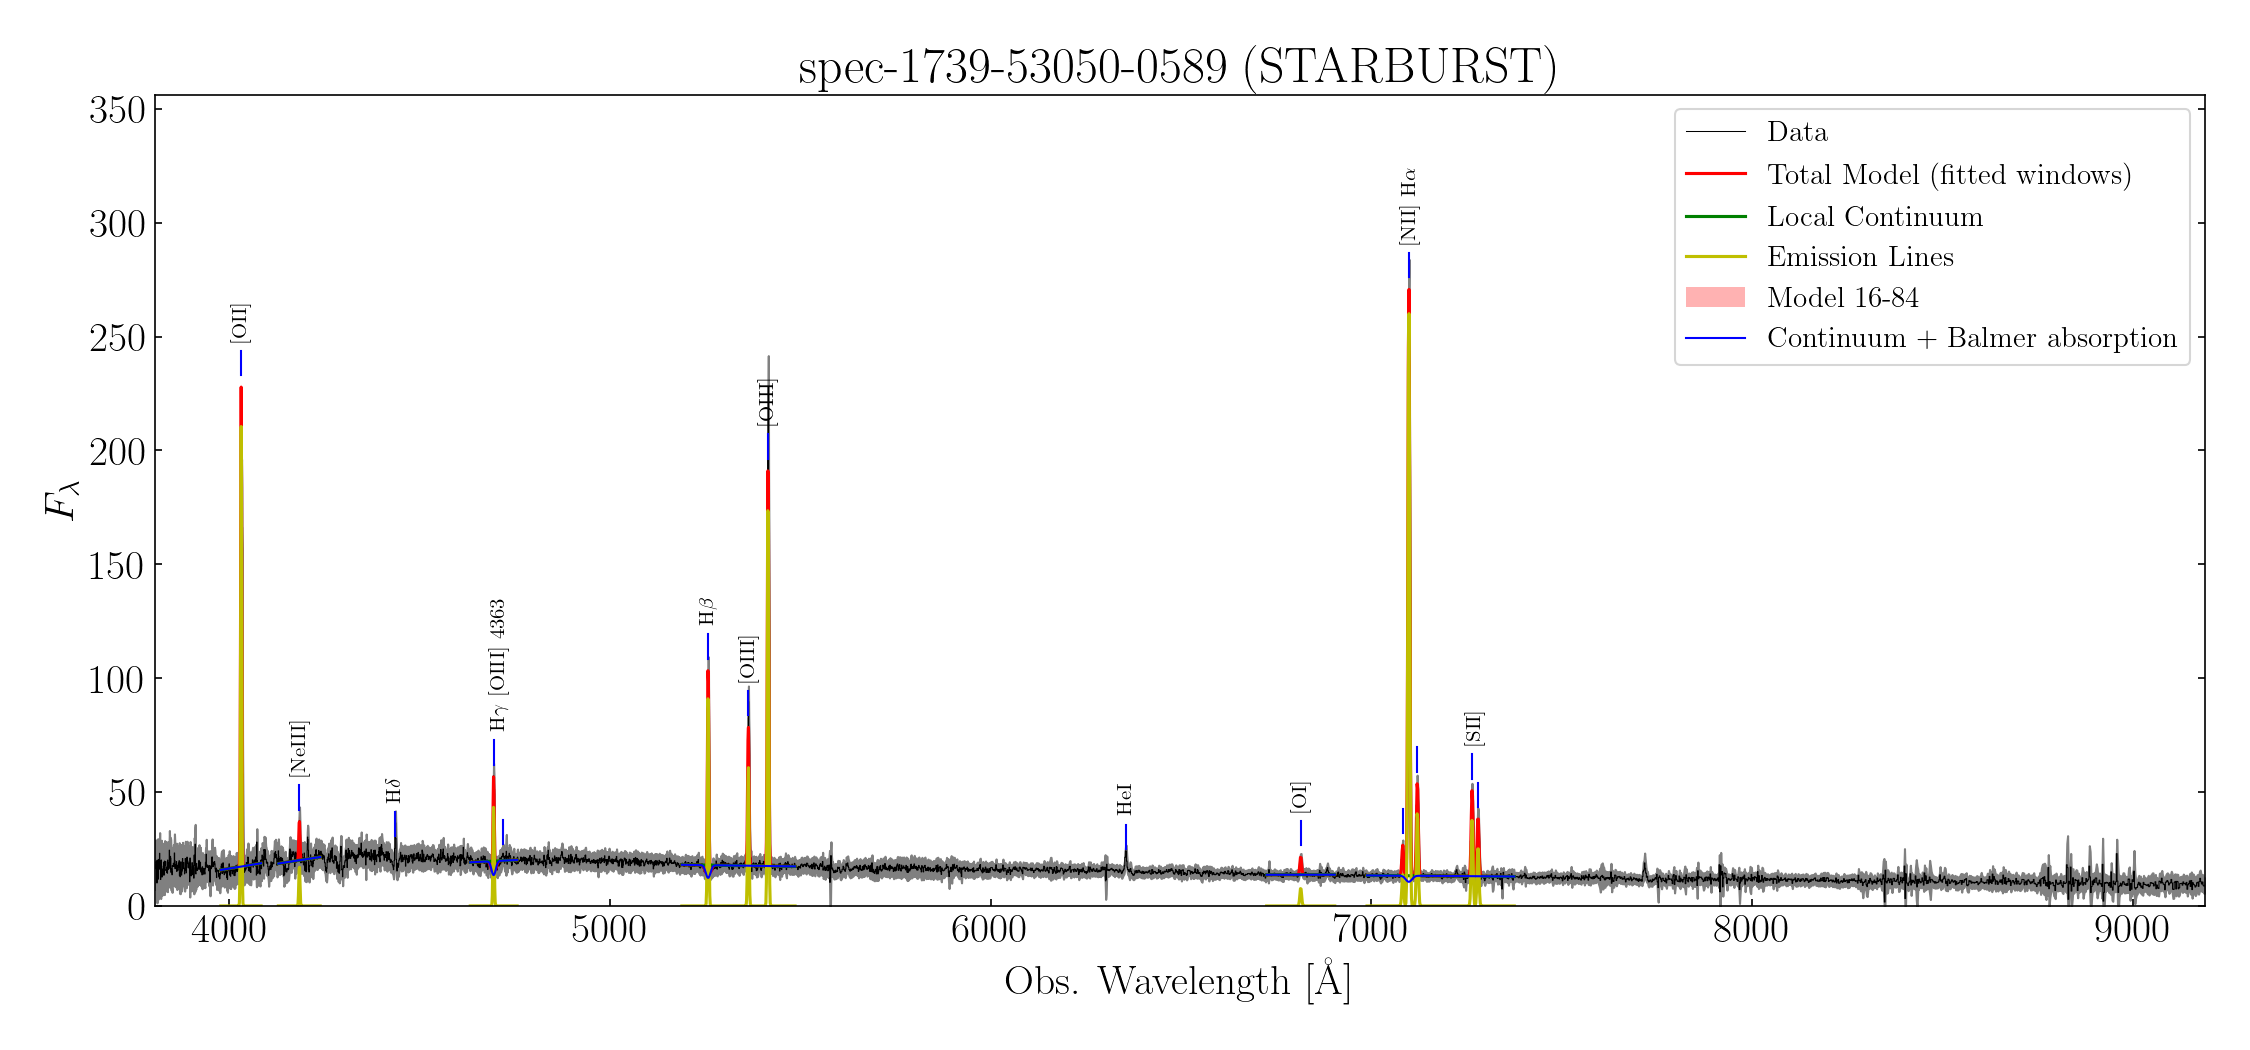 spec-1739-53050-0589 (STARBURST)
350
300
250
200
150
100
50
0
F_λ
[OII]
[NeIII]
Hδ
Hγ [OIII] 4363
Hβ
[OIII]
[OIII]
HeI
[OI]
[NII] Hα
[SII]
Data
Total Model (fitted windows)
Local Continuum
Emission Lines
Model 16-84
Continuum + Balmer absorption
4000 5000 6000 7000 8000 9000
Obs. Wavelength [Å]